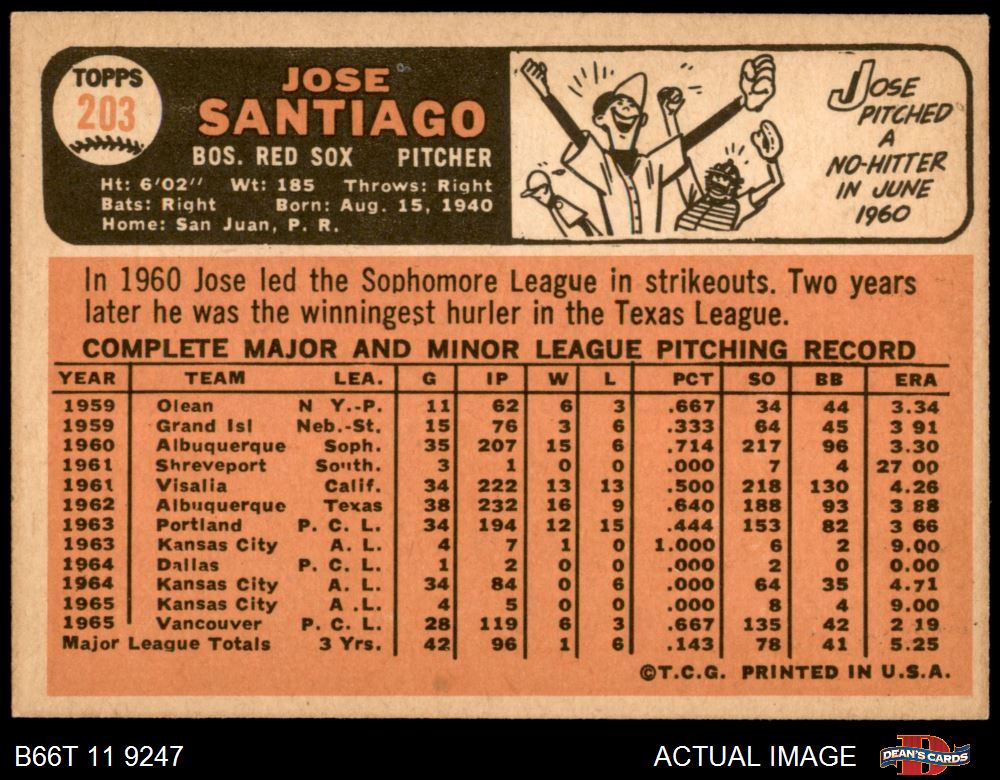 TOPPS
203
JOSE
SANTIAGO
BOS. RED SOX PITCHER
Ht: 6'02" Wt: 185 Throws: Right
Bats: Right Born: Aug. 15, 1940
Home: San Juan, P. R.
JOSE
PITCHED
A
NO-HITTER
IN JUNE
1960
In 1960 Jose led the Sophomore League in strikeouts. Two years
later he was the winningest hurler in the Texas League.
COMPLETE MAJOR AND MINOR LEAGUE PITCHING RECORD
YEAR TEAM LEA. G IP W L PCT SO BB ERA
1959 Olean N Y.-P. 11 62 6 3 .667 34 44 3.34
1959 Grand Isl Neb.-St. 15 76 3 6 .333 64 45 3 91
1960 Albuquerque Soph. 35 207 15 6 .714 217 96 3.30
1961 Shreveport South. 3 1 0 0 .000 7 4 27 00
1961 Visalia Calif. 34 222 13 13 .500 218 130 4.26
1962 Albuquerque Texas 38 232 16 9 .640 188 93 3 88
1963 Portland P. C. L. 34 194 12 15 .444 153 82 3 66
1963 Kansas City A. L. 4 7 1 0 1.000 6 2 9.00
1964 Dallas P. C. L. 1 2 0 0 .000 2 0 0.00
1964 Kansas City A. L. 34 84 0 6 .000 64 35 4.71
1965 Kansas City A .L. 4 5 0 0 .000 8 4 9.00
1965 Vancouver P. C. L. 28 119 6 3 .667 135 42 2 19
Major League Totals 3 Yrs. 42 96 1 6 .143 78 41 5.25
©T.C.G. PRINTED IN U.S.A.
B66T 11 9247 ACTUAL IMAGE
DEAN'S CARDS